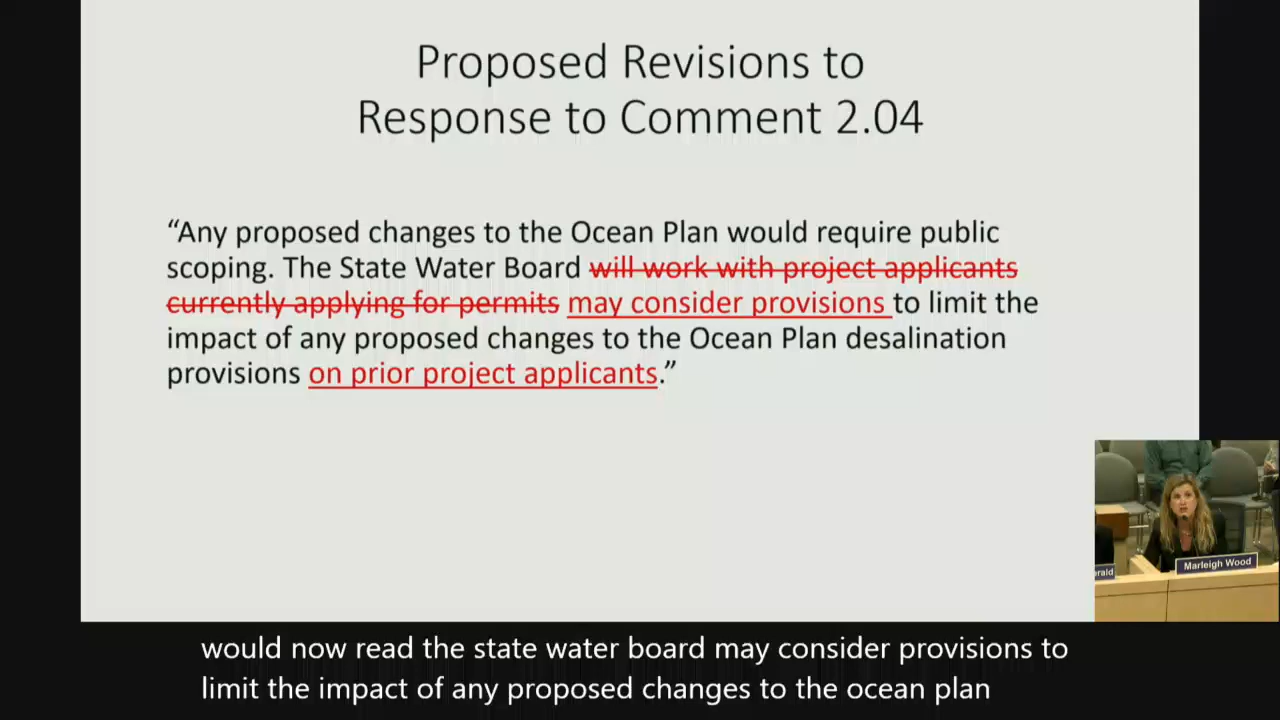 Proposed Revisions to
Response to Comment 2.04
“Any proposed changes to the Ocean Plan would require public
scoping. The State Water Board will work with project applicants
currently applying for permits may consider provisions to limit the
impact of any proposed changes to the Ocean Plan desalination
provisions on prior project applicants.”
erald
Marleigh Wood
would now read the state water board may consider provisions to
limit the impact of any proposed changes to the ocean plan